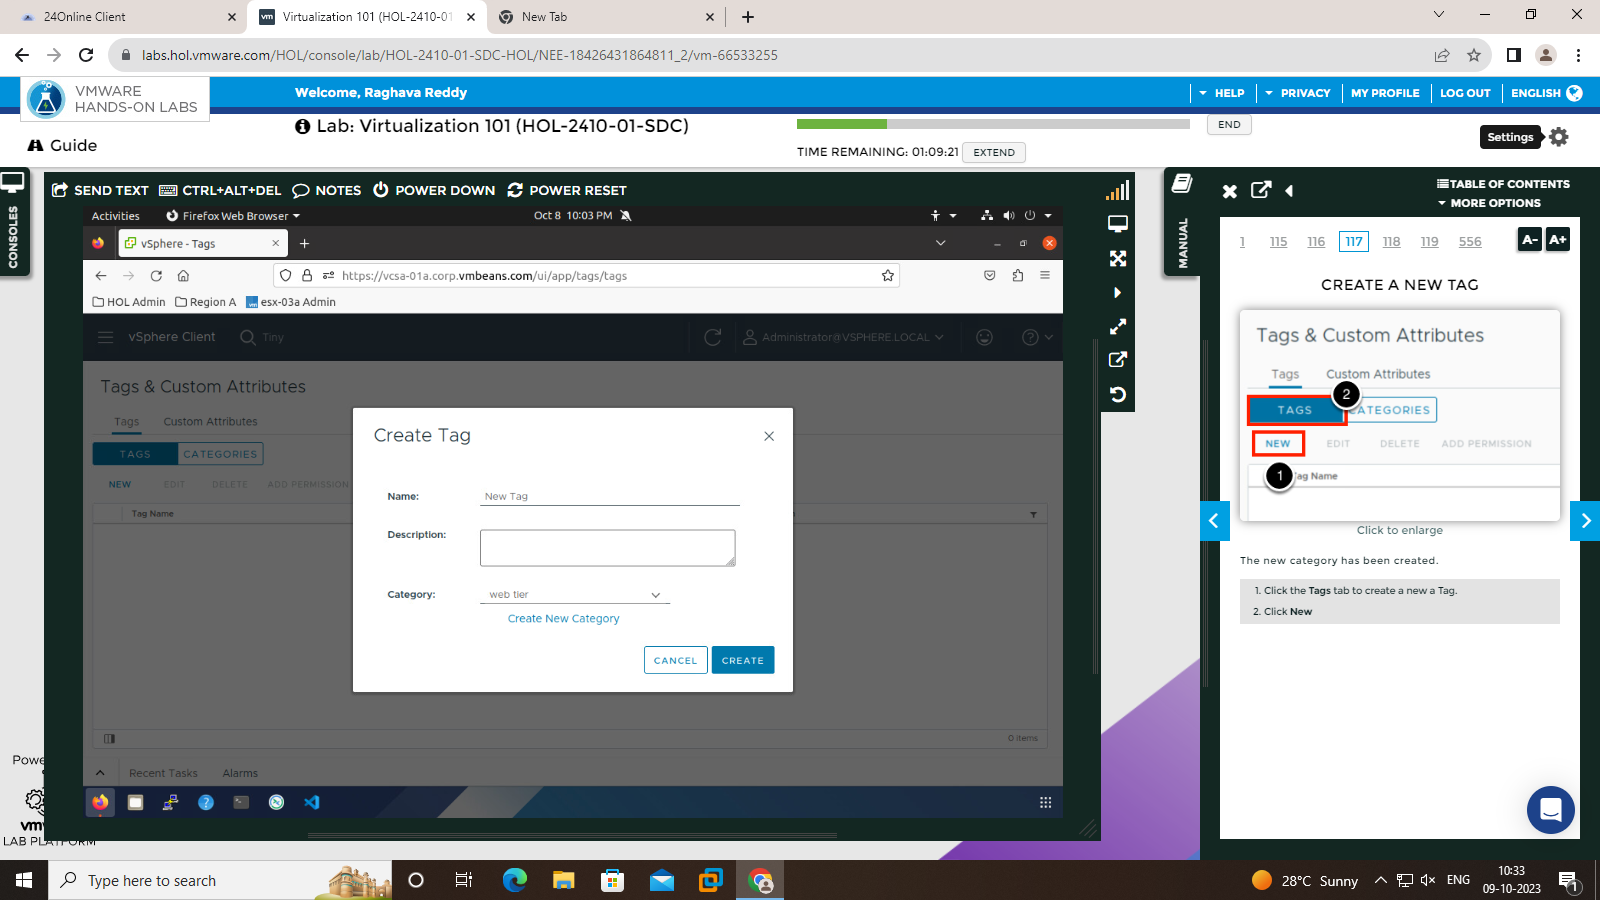 24Online Client
Virtualization 101 (HOL-2410-01
New Tab
labs.hol.vmware.com/HOL/console/lab/HOL-2410-01-SDC-HOL/NEE-18426431864811_2/vm-66533255
VMWARE
HANDS-ON LABS
Welcome, Raghava Reddy
HELP
PRIVACY
MY PROFILE
LOG OUT
ENGLISH
Guide
Lab: Virtualization 101 (HOL-2410-01-SDC)
END
TIME REMAINING: 01:09:21
EXTEND
Settings
CONSOLES
SEND TEXT
CTRL+ALT+DEL
NOTES
POWER DOWN
POWER RESET
Activities
Firefox Web Browser
Oct 8 10:03 PM
vSphere - Tags
https://vcsa-01a.corp.vmbeans.com/ui/app/tags/tags
HOL Admin
Region A
esx-03a Admin
vSphere Client
Tiny
Administrator@VSPHERE.LOCAL
Tags & Custom Attributes
Tags
Custom Attributes
TAGS
CATEGORIES
NEW
EDIT
DELETE
ADD PERMISSION
Tag Name
0 items
Create Tag
Name:
New Tag
Description:
Category:
web tier
Create New Category
CANCEL
CREATE
Recent Tasks
Alarms
MANUAL
TABLE OF CONTENTS
MORE OPTIONS
1 115 116 117 118 119 556
A- A+
CREATE A NEW TAG
Tags & Custom Attributes
Tags
Custom Attributes
2
TAGS
CATEGORIES
NEW
EDIT
DELETE
ADD PERMISSION
1
ag Name
Click to enlarge
The new category has been created.
1. Click the Tags tab to create a new a Tag.
2. Click New
Powe
vmv
LAB PLATFORM
Type here to search
28°C Sunny
ENG
10:33
09-10-2023
1